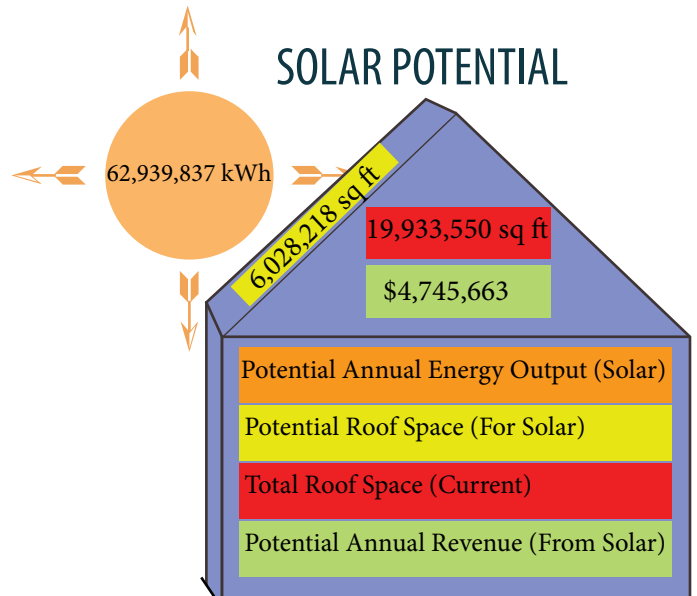 SOLAR POTENTIAL
62,939,837 kWh
6,028,218 sq ft
19,933,550 sq ft
$4,745,663
Potential Annual Energy Output (Solar)
Potential Roof Space (For Solar)
Total Roof Space (Current)
Potential Annual Revenue (From Solar)